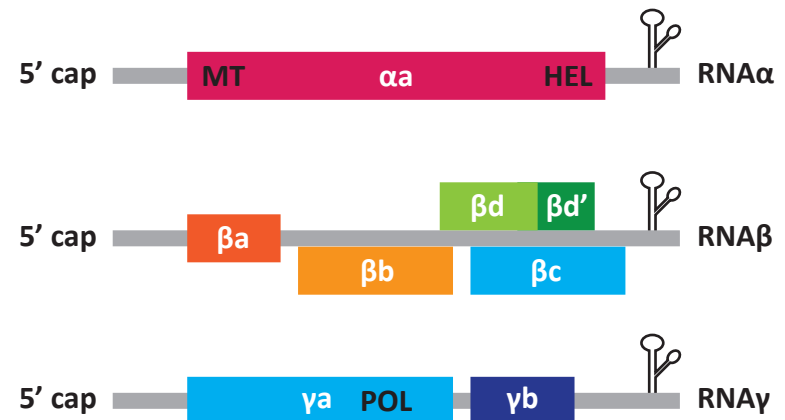 5’ cap MT αa HEL RNAα
βd βd’
5’ cap βa RNAβ
βb βc
5’ cap γa POL γb RNAγ